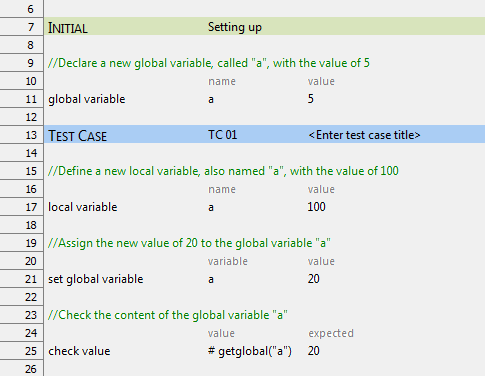 6
7 INITIAL Setting up
8
9 //Declare a new global variable, called "a", with the value of 5
10 name value
11 global variable a 5
12
13 TEST CASE TC 01 <Enter test case title>
14
15 //Define a new local variable, also named "a", with the value of 100
16 name value
17 local variable a 100
18
19 //Assign the new value of 20 to the global variable "a"
20 variable value
21 set global variable a 20
22
23 //Check the content of the global variable "a"
24 value expected
25 check value # getglobal("a") 20
26